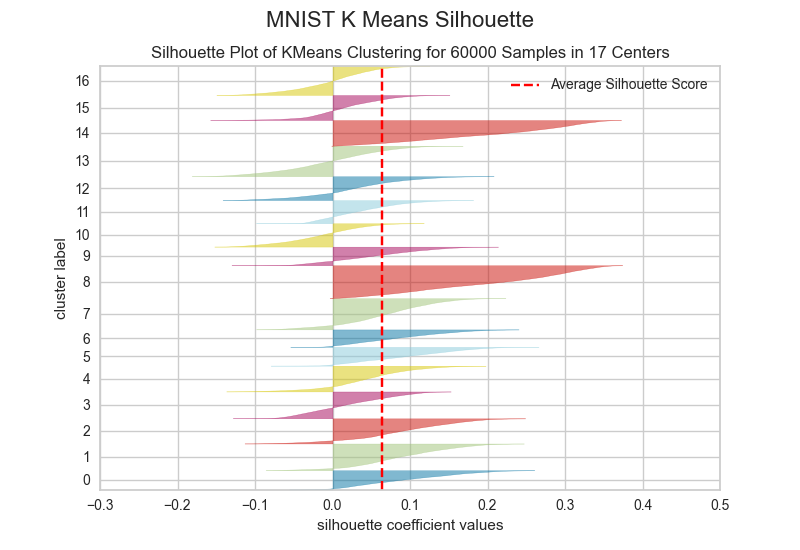 MNIST K Means Silhouette
Silhouette Plot of KMeans Clustering for 60000 Samples in 17 Centers
Average Silhouette Score
16
15
14
13
12
11
10
9
8
7
6
5
4
3
2
1
0
cluster label
−0.3 −0.2 −0.1 0.0 0.1 0.2 0.3 0.4 0.5
silhouette coefficient values